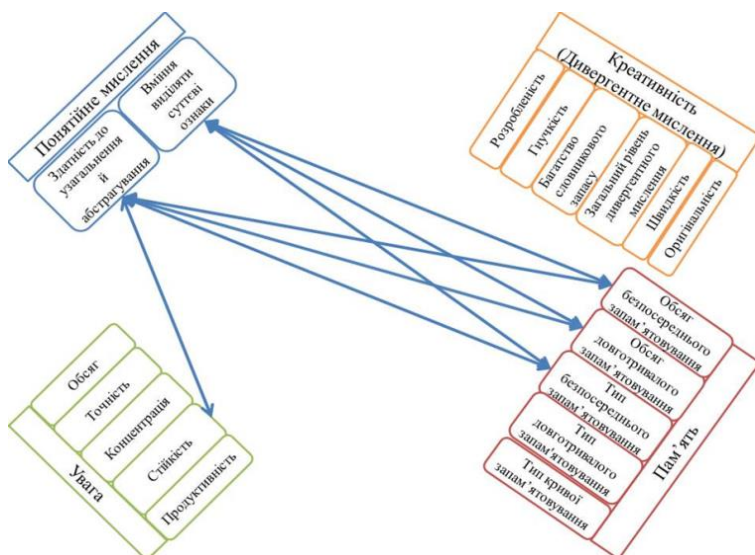 Понятійне мислення
Вміння
виділяти
суттєві
ознаки
Здатність до
узагальнення
й
абстрагування
Креативність
(Дивергентне мислення)
Розробленість
Гнучкість
Багатство
словникового
запасу
Загальний рівень
дивергентного
мислення
Швидкість
Оригінальність
Обсяг
Точність
Концентрація
Стійкість
Продуктивність
Увага
Обсяг
безпосереднього
запам’ятовування
Обсяг
довготривалого
запам’ятовування
Тип
безпосереднього
запам’ятовування
Тип
довготривалого
запам’ятовування
Тип кривої
запам’ятовування
Пам’ять